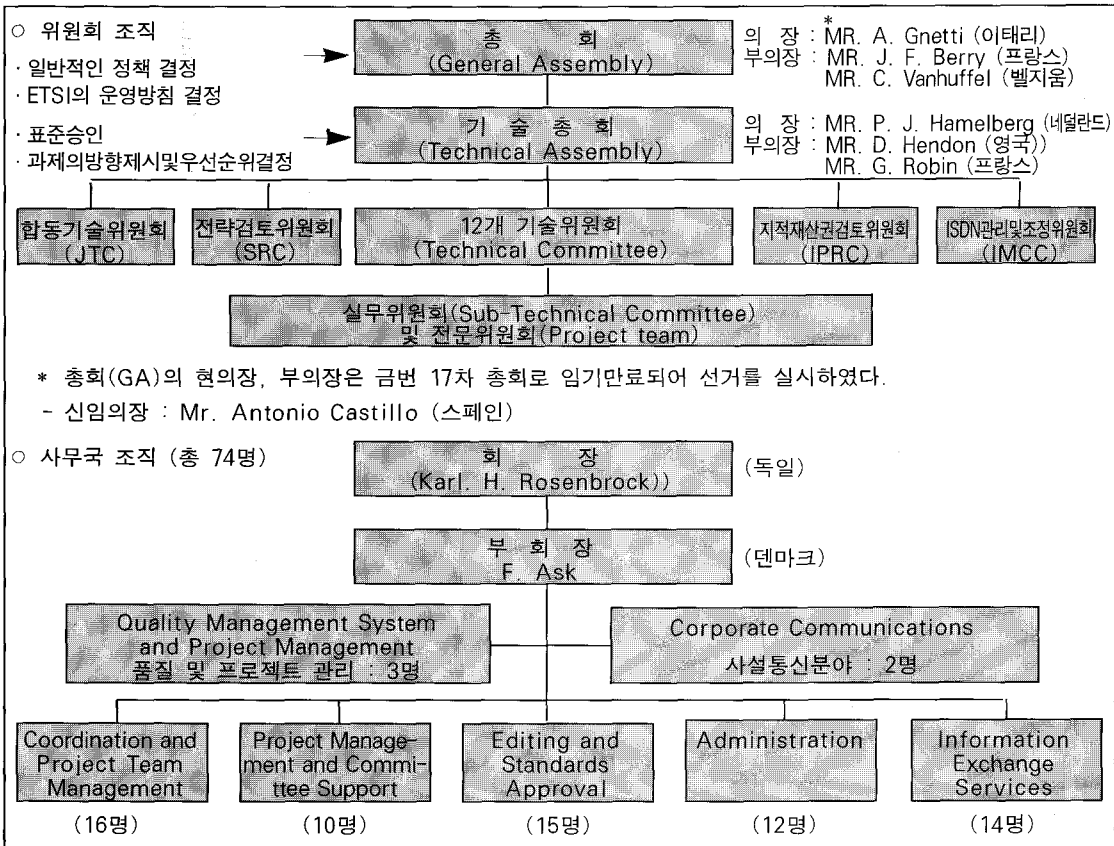 ○ 위원회 조직
· 일반적인 정책 결정
· ETSI의 운영방침 결정
총 회
(General Assembly)
*
의 장 : MR. A. Gnetti (이태리)
부의장 : MR. J. F. Berry (프랑스)
MR. C. Vanhuffel (벨지움)
· 표준승인
· 과제의방향제시및우선순위결정
기 술 총 회
(Technical Assembly)
의 장 : MR. P. J. Hamelberg (네덜란드)
부의장 : MR. D. Hendon (영국))
MR. G. Robin (프랑스)
합동기술위원회
(JTC)
전략검토위원회
(SRC)
12개 기술위원회
(Technical Committee)
지적재산권검토위원회
(IPRC)
ISDN관리및조정위원회
(IMCC)
실무위원회(Sub-Technical Committee)
및 전문위원회(Project team)
* 총회(GA)의 현의장, 부의장은 금번 17차 총회로 임기만료되어 선거를 실시하였다.
- 신임의장 : Mr. Antonio Castillo (스페인)
○ 사무국 조직 (총 74명)
회 장
(Karl. H. Rosenbrock))
(독일)
부 회 장
F. Ask
(덴마크)
Quality Management System
and Project Management
품질 및 프로젝트 관리 : 3명
Corporate Communications
사설통신분야 : 2명
Coordination and
Project Team
Management
(16명)
Project Manage-
ment and Commi-
ttee Support
(10명)
Editing and
Standards
Approval
(15명)
Administration
(12명)
Information
Exchange
Services
(14명)